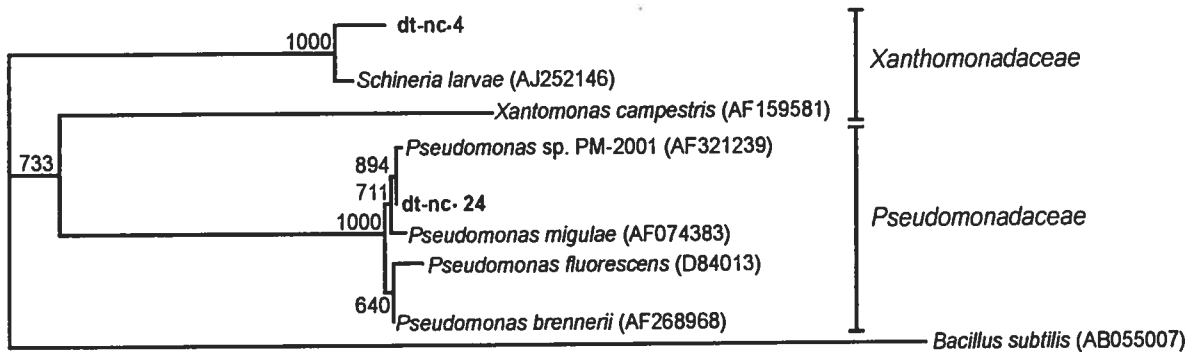 dt-nc·4
1000
Xanthomonadaceae
Schineria larvae (AJ252146)
Xantomonas campestris (AF159581)
733
Pseudomonas sp. PM-2001 (AF321239)
894
711
dt-nc· 24
1000
Pseudomonadaceae
Pseudomonas migulae (AF074383)
Pseudomonas fluorescens (D84013)
640
Pseudomonas brennerii (AF268968)
Bacillus subtilis (AB055007)